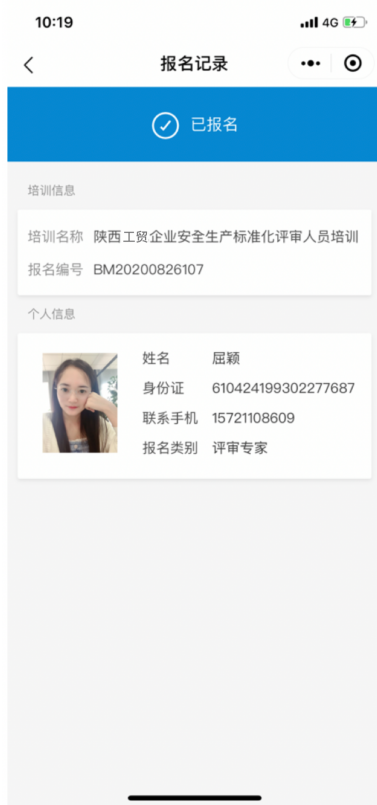 10:19
4G
报名记录
已报名
培训信息
培训名称 陕西工贸企业安全生产标准化评审人员培训
报名编号 BM20200826107
个人信息
姓名 屈颖
身份证 610424199302277687
联系手机 15721108609
报名类别 评审专家